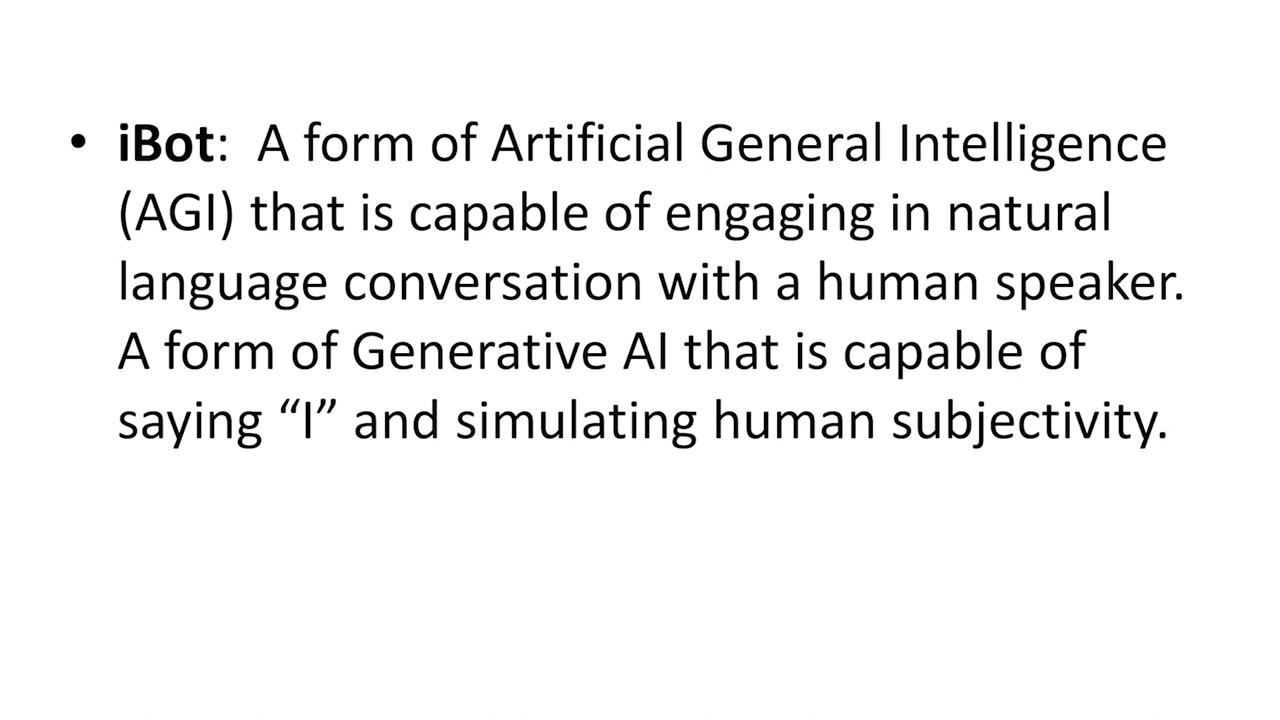 • iBot:  A form of Artificial General Intelligence
(AGI) that is capable of engaging in natural
language conversation with a human speaker.
A form of Generative AI that is capable of
saying “I” and simulating human subjectivity.